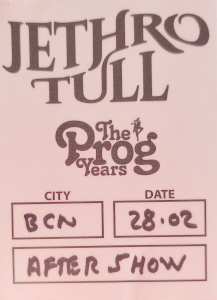 JETHRO
TULL
The
Prog
Years
CITY DATE
BCN 28.02
AFTER SHOW